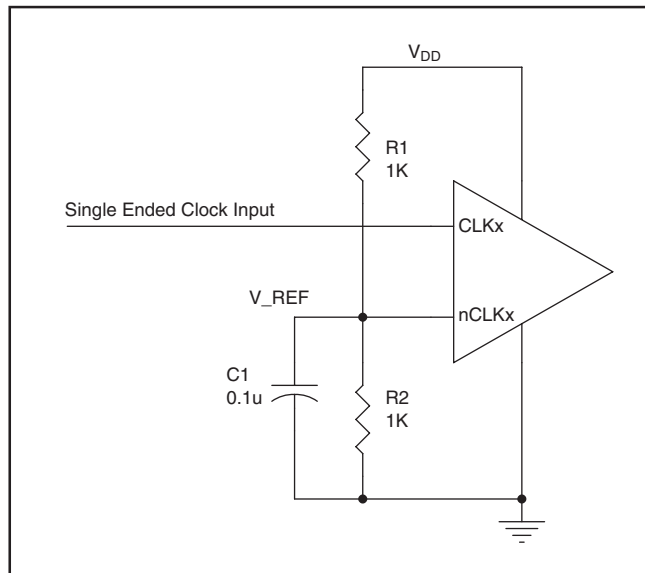 V_DD
R1
1K
Single Ended Clock Input
CLKx
V_REF
nCLKx
C1
0.1u
R2
1K